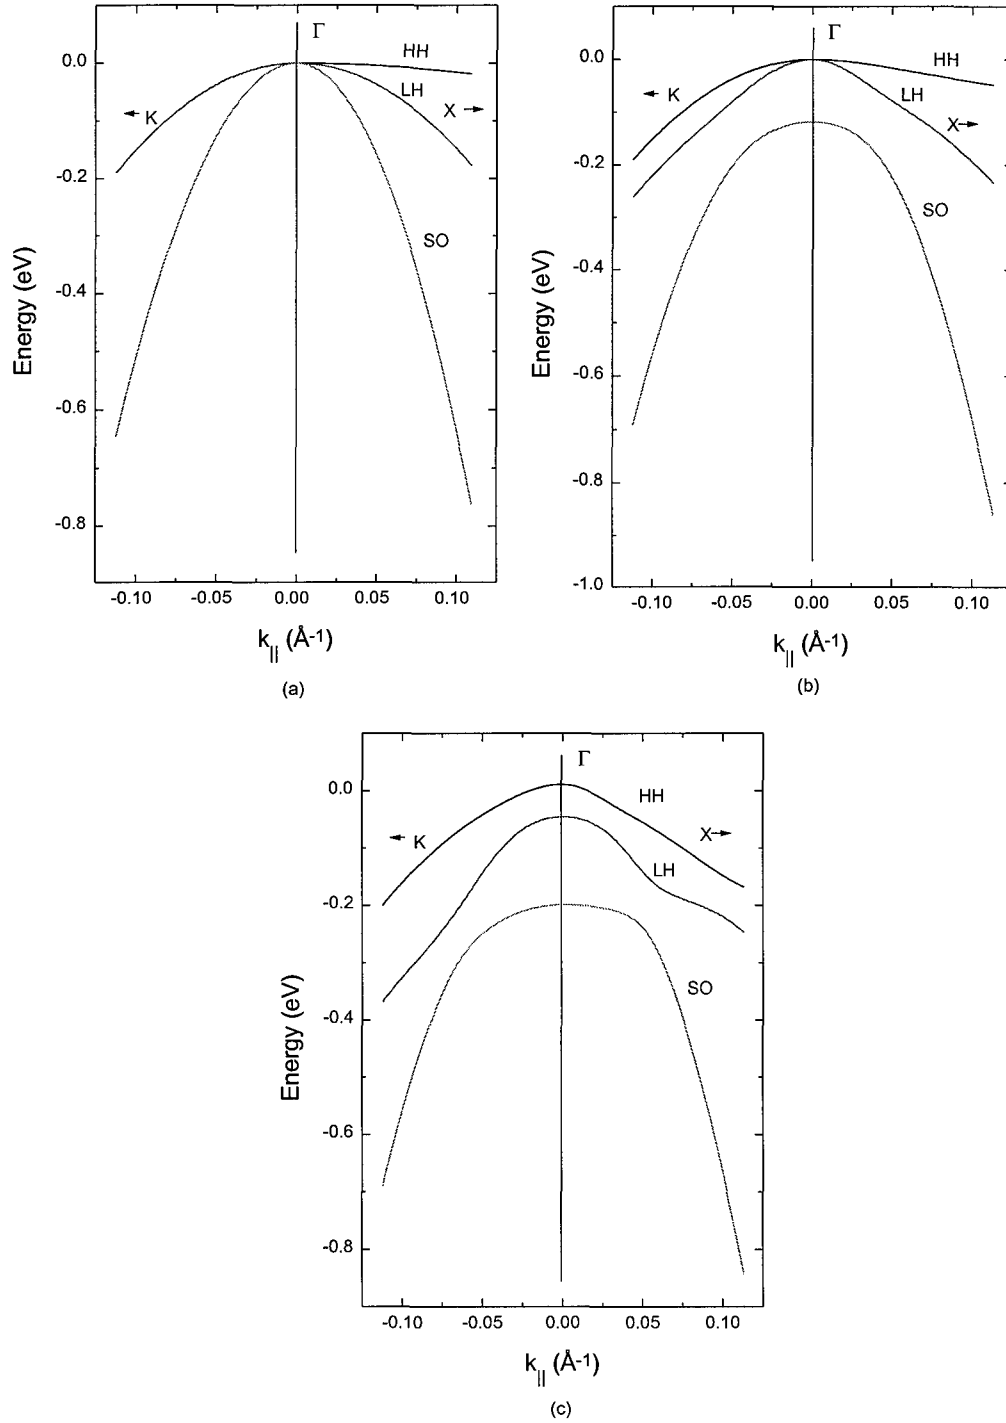 Γ
HH
LH
K
X
SO
0.0
-0.2
-0.4
-0.6
-0.8
Energy (eV)
-0.10 -0.05 0.00 0.05 0.10
k|| (Å-1)
(a)
Γ
HH
LH
K
X
SO
0.0
-0.2
-0.4
-0.6
-0.8
-1.0
Energy (eV)
-0.10 -0.05 0.00 0.05 0.10
k|| (Å-1)
(b)
Γ
HH
K
X
LH
SO
0.0
-0.2
-0.4
-0.6
-0.8
Energy (eV)
-0.10 -0.05 0.00 0.05 0.10
k|| (Å-1)
(c)